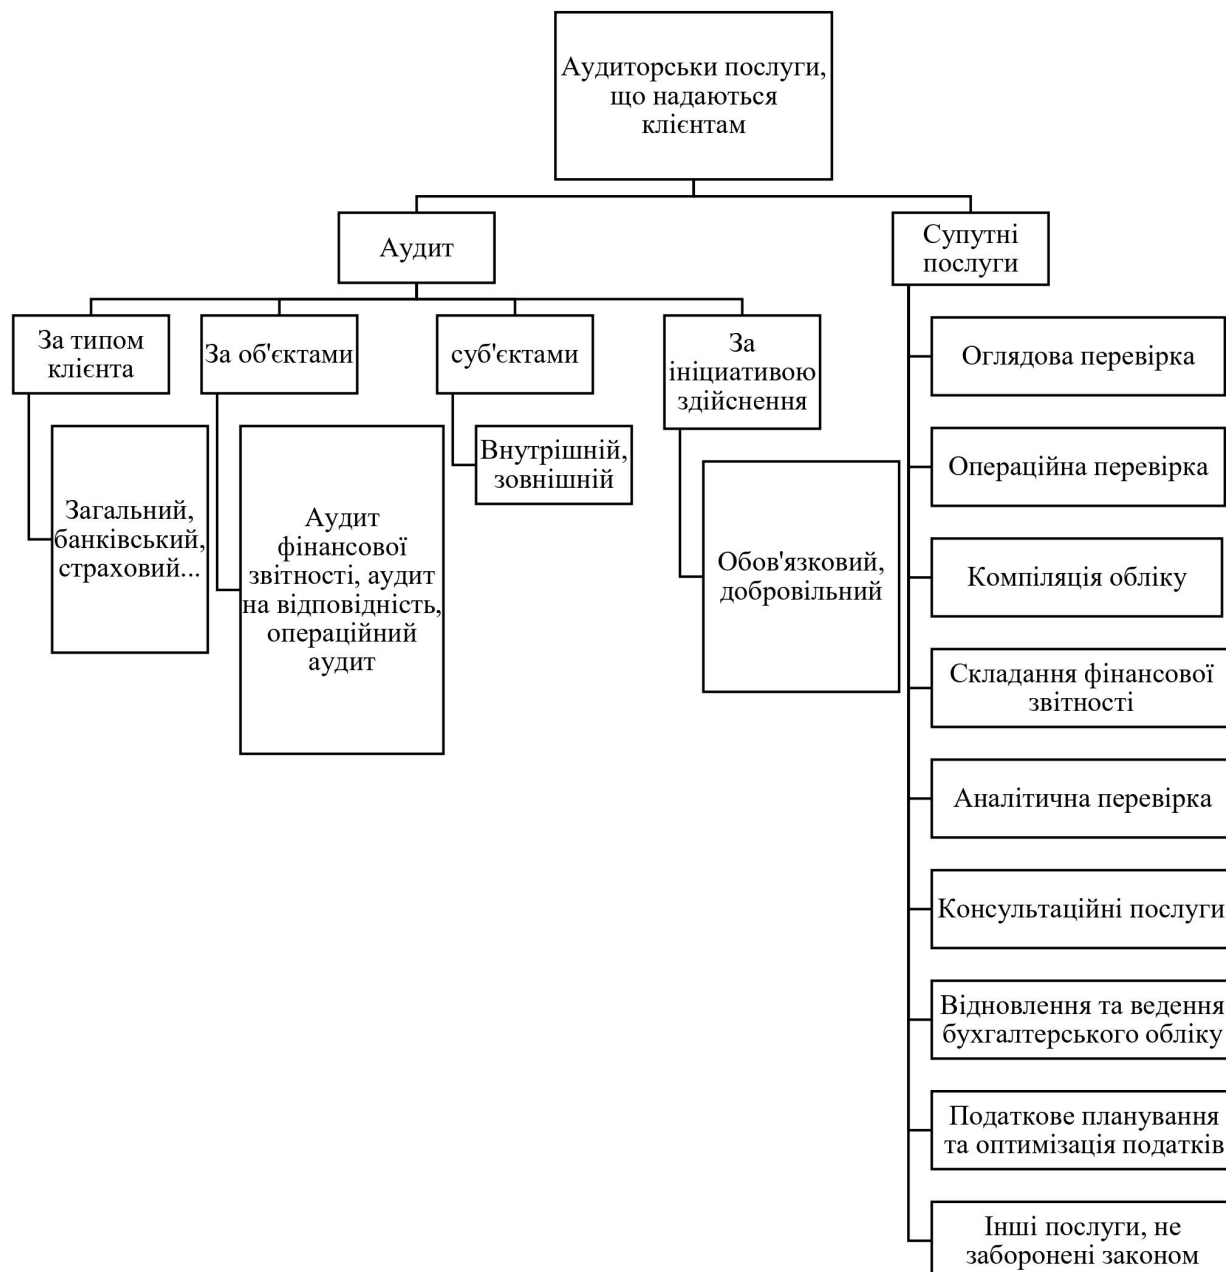 Аудиторськи послуги,
що надаються
клієнтам
Аудит
Супутні
послуги
За типом
клієнта
За об'єктами
суб'єктами
За
ініциативою
здійснення
Загальний,
банківський,
страховий...
Аудит
фінансової
звітності, аудит
на відповідність,
операційний
аудит
Внутрішній,
зовнішній
Обов'язковий,
добровільний
Оглядова перевірка
Операційна перевірка
Компіляція обліку
Складання фінансової
звітності
Аналітична перевірка
Консультаційні послуги
Відновлення та ведення
бухгалтерського обліку
Податкове планування
та оптимізація податків
Інші послуги, не
заборонені законом